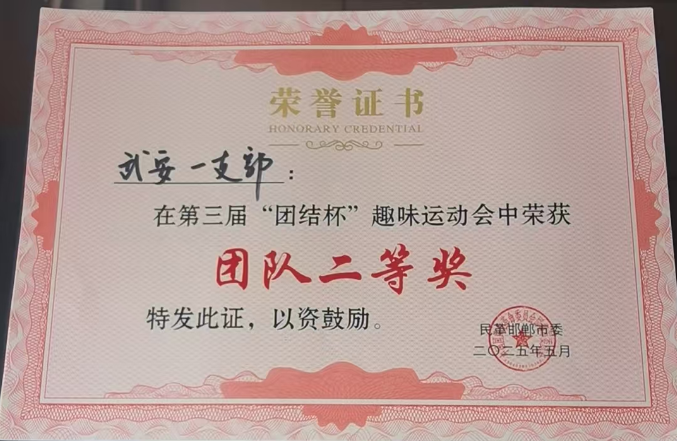 荣誉证书
HONORARY CREDENTIAL
武安一支部：
在第三届“团结杯”趣味运动会中荣获
团队二等奖
特发此证，以资鼓励。
民革邯郸市委
二〇二五年五月